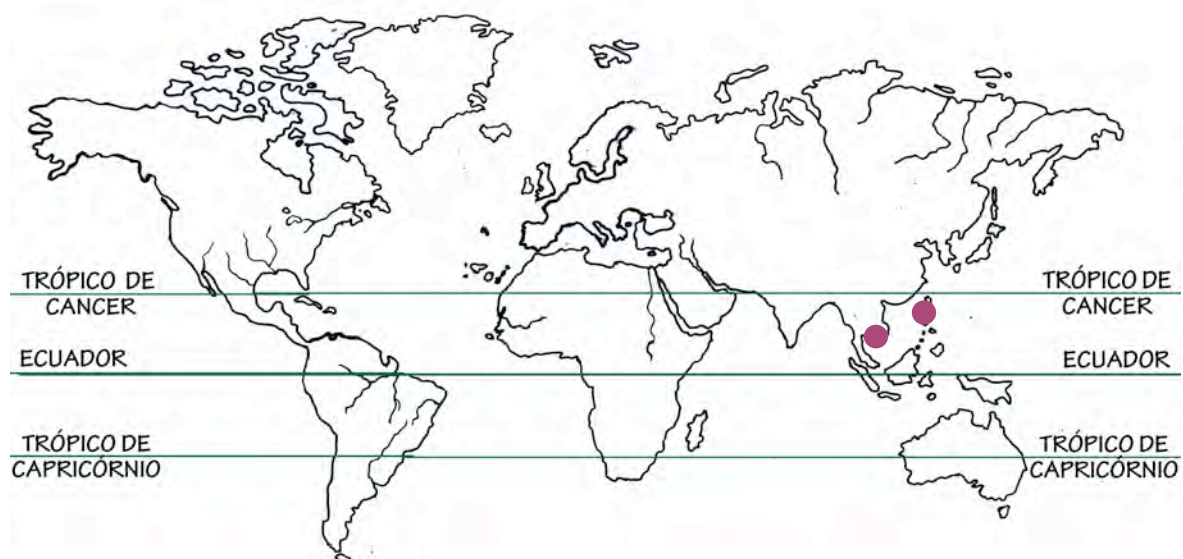 TRÓPICO DE
CANCER
ECUADOR
TRÓPICO DE
CAPRICÓRNIO
TRÓPICO DE
CANCER
ECUADOR
TRÓPICO DE
CAPRICÓRNIO